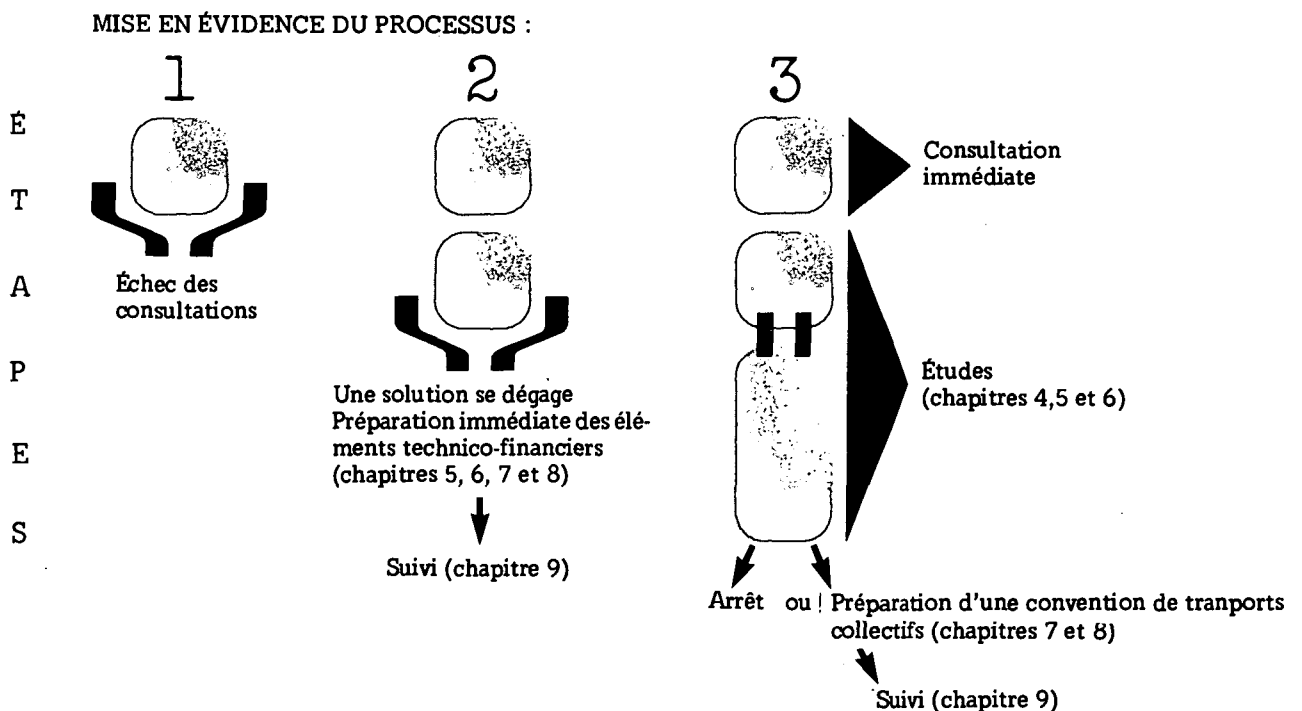 MISE EN ÉVIDENCE DU PROCESSUS :
1
2
3
É
T
A
P
E
S
Échec des
consultations
Une solution se dégage
Préparation immédiate des élé-
ments technico-financiers
(chapitres 5, 6, 7 et 8)
Suivi (chapitre 9)
Consultation
immédiate
Études
(chapitres 4,5 et 6)
Arrêt ou ! Préparation d'une convention de tranports
collectifs (chapitres 7 et 8)
Suivi (chapitre 9)